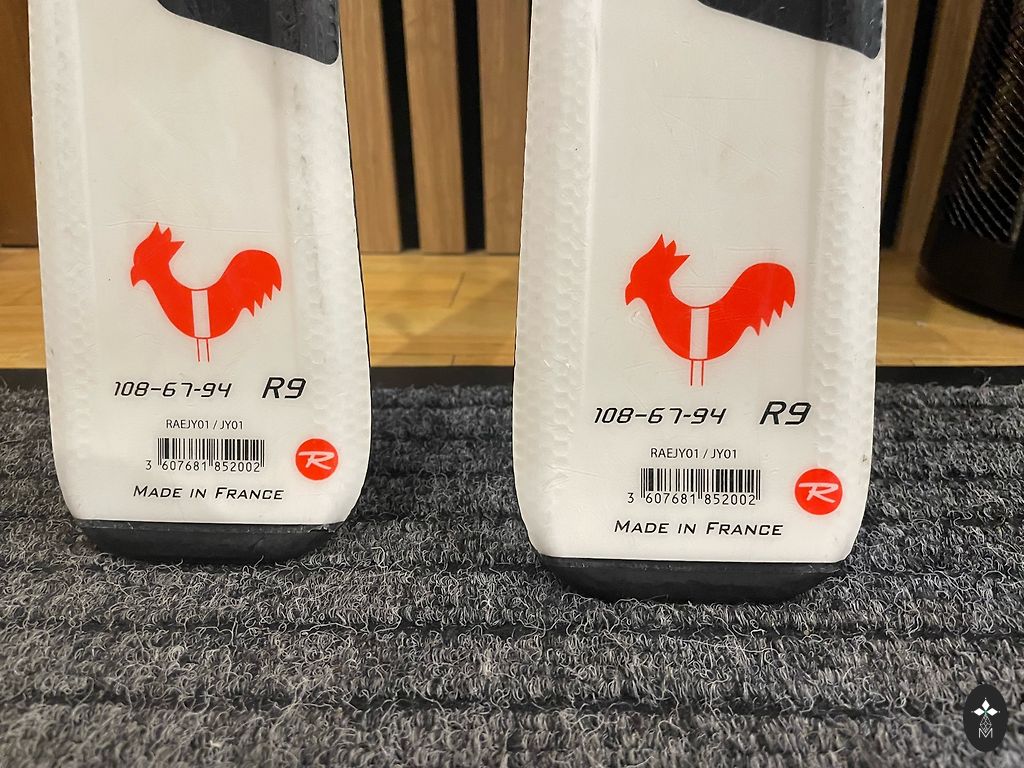 108-67-94 R9
RAEJY01 / JY01
3 607681 852002
R
MADE IN FRANCE
108-67-94 R9
RAEJY01 / JY01
3 607681 852002
R
MADE IN FRANCE
M